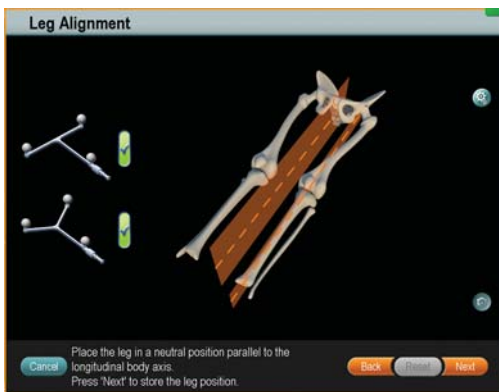 Leg Alignment
Place the leg in a neutral position parallel to the
longitudinal body axis.
Press 'Next' to store the leg position.
Cancel
Back
Reset
Next